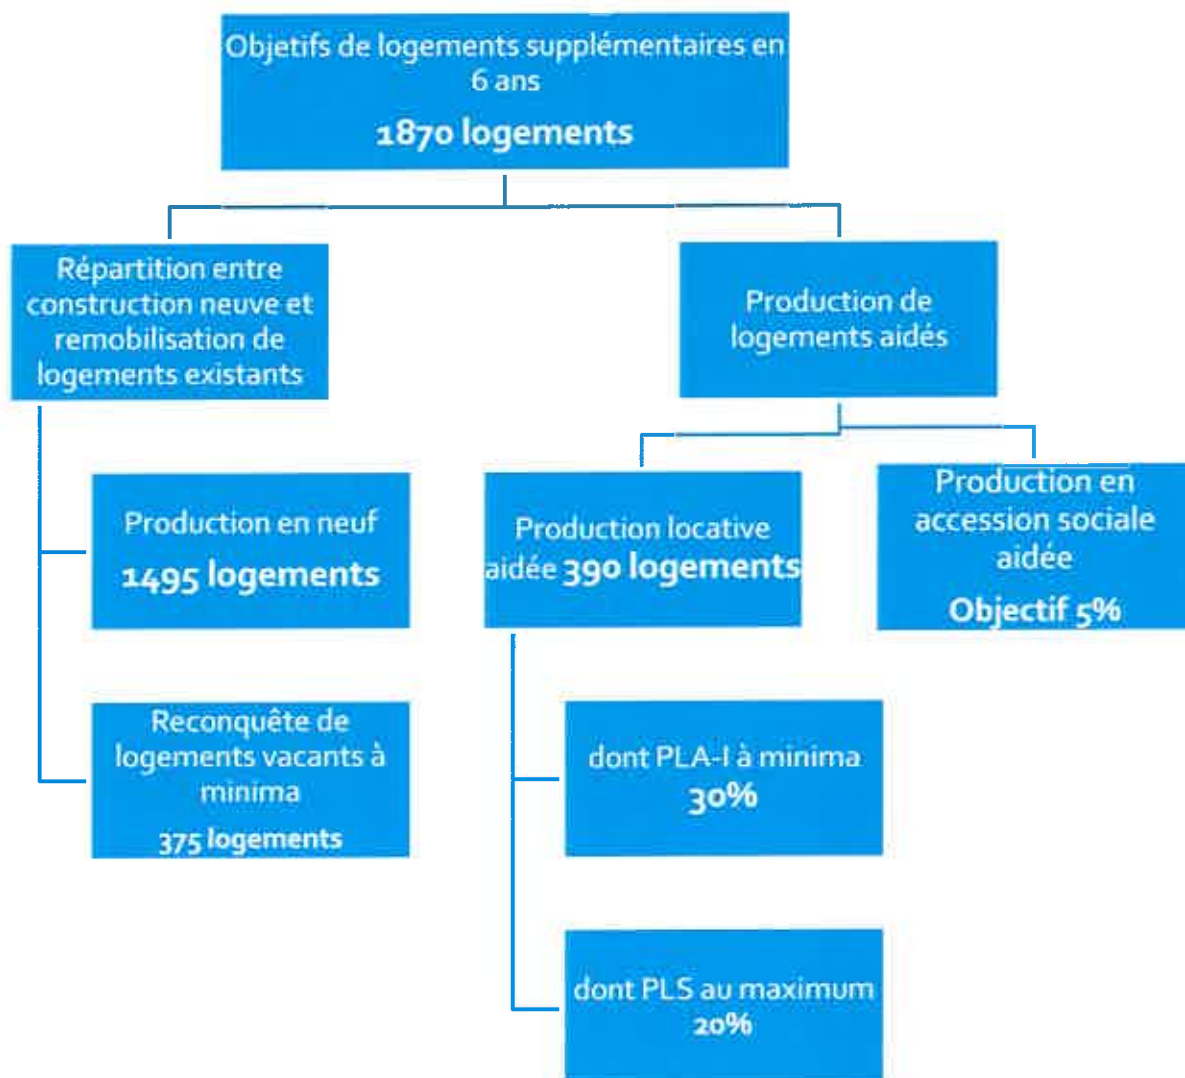 Objetifs de logements supplémentaires en
6 ans
1870 logements
Répartition entre
construction neuve et
remobilisation de
logements existants
Production de
logements aidés
Production en neuf
1495 logements
Production locative
aidée 390 logements
Production en
accession sociale
aidée
Objectif 5%
Reconquête de
logements vacants à
minima
375 logements
dont PLA-I à minima
30%
dont PLS au maximum
20%